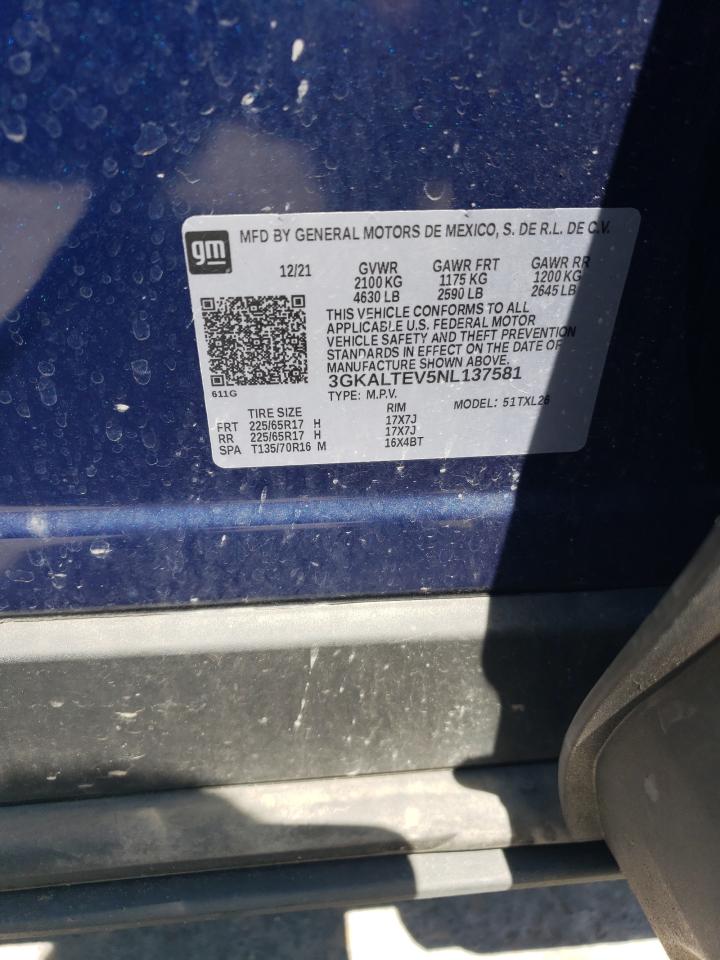 gm
MFD BY GENERAL MOTORS DE MEXICO, S. DE R.L. DE C.V.
12/21 GVWR GAWR FRT GAWR RR
2100 KG 1175 KG 1200 KG
4630 LB 2590 LB 2645 LB
THIS VEHICLE CONFORMS TO ALL
APPLICABLE U.S. FEDERAL MOTOR
VEHICLE SAFETY AND THEFT PREVENTION
STANDARDS IN EFFECT ON THE DATE OF
MANUFACTURE SHOWN ABOVE.
3GKALTEV5NL137581
611G
TYPE: M.P.V. MODEL: 51TXL26
TIRE SIZE RIM
FRT 225/65R17 H 17X7J
RR 225/65R17 H 17X7J
SPA T135/70R16 M 16X4BT